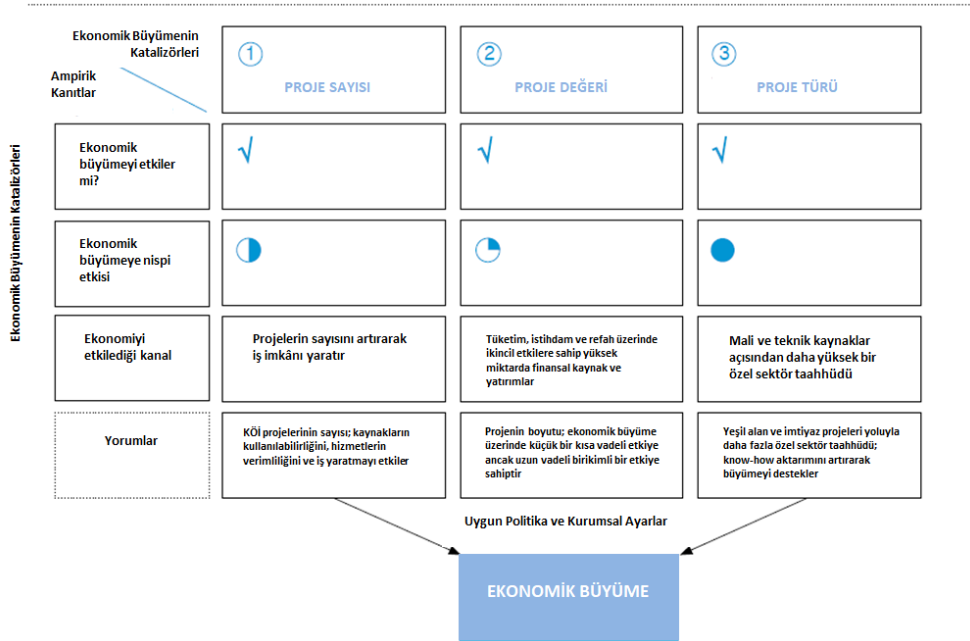 Ekonomik Büyümenin
Katalizörleri
Ampirik
Kanıtlar
1
PROJE SAYISI
2
PROJE DEĞERİ
3
PROJE TÜRÜ
Ekonomik Büyümenin Katalizörleri
Ekonomik
büyümeyi etkiler
mi?
√
√
√
Ekonomik
büyümeye nispi
etkisi
Ekonomiyi
etkilediği kanal
Projelerin sayısını artırarak
iş imkânı yaratır
Tüketim, istihdam ve refah üzerinde
ikincil etkilere sahip yüksek
miktarda finansal kaynak ve
yatırımlar
Mali ve teknik kaynaklar
açısından daha yüksek bir
özel sektör taahhüdü
Yorumlar
KÖİ projelerinin sayısı; kaynakların
kullanılabilirliğini, hizmetlerin
verimliliğini ve iş yaratmayı etkiler
Projenin boyutu; ekonomik büyüme
üzerinde küçük bir kısa vadeli etkiye
ancak uzun vadeli birikimli bir etkiye
sahiptir
Yeşil alan ve imtiyaz projeleri yoluyla
daha fazla özel sektör taahhüdü;
know-how aktarımını artırarak
büyümeyi destekler
Uygun Politika ve Kurumsal Ayarlar
EKONOMİK BÜYÜME